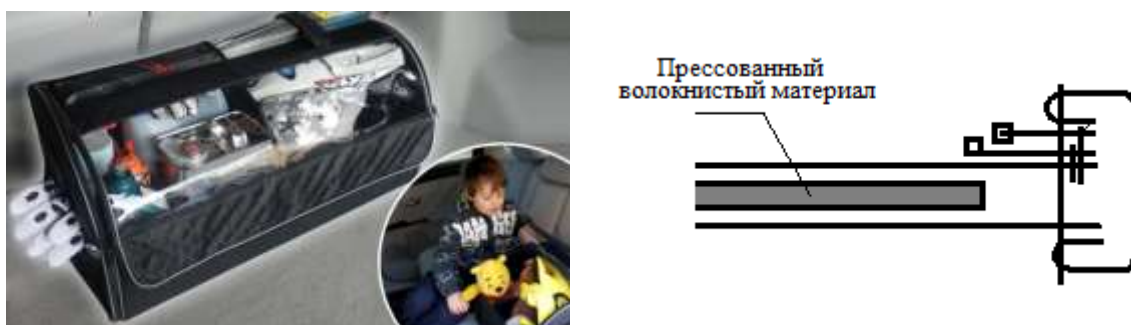 Прессованный
волокнистый материал